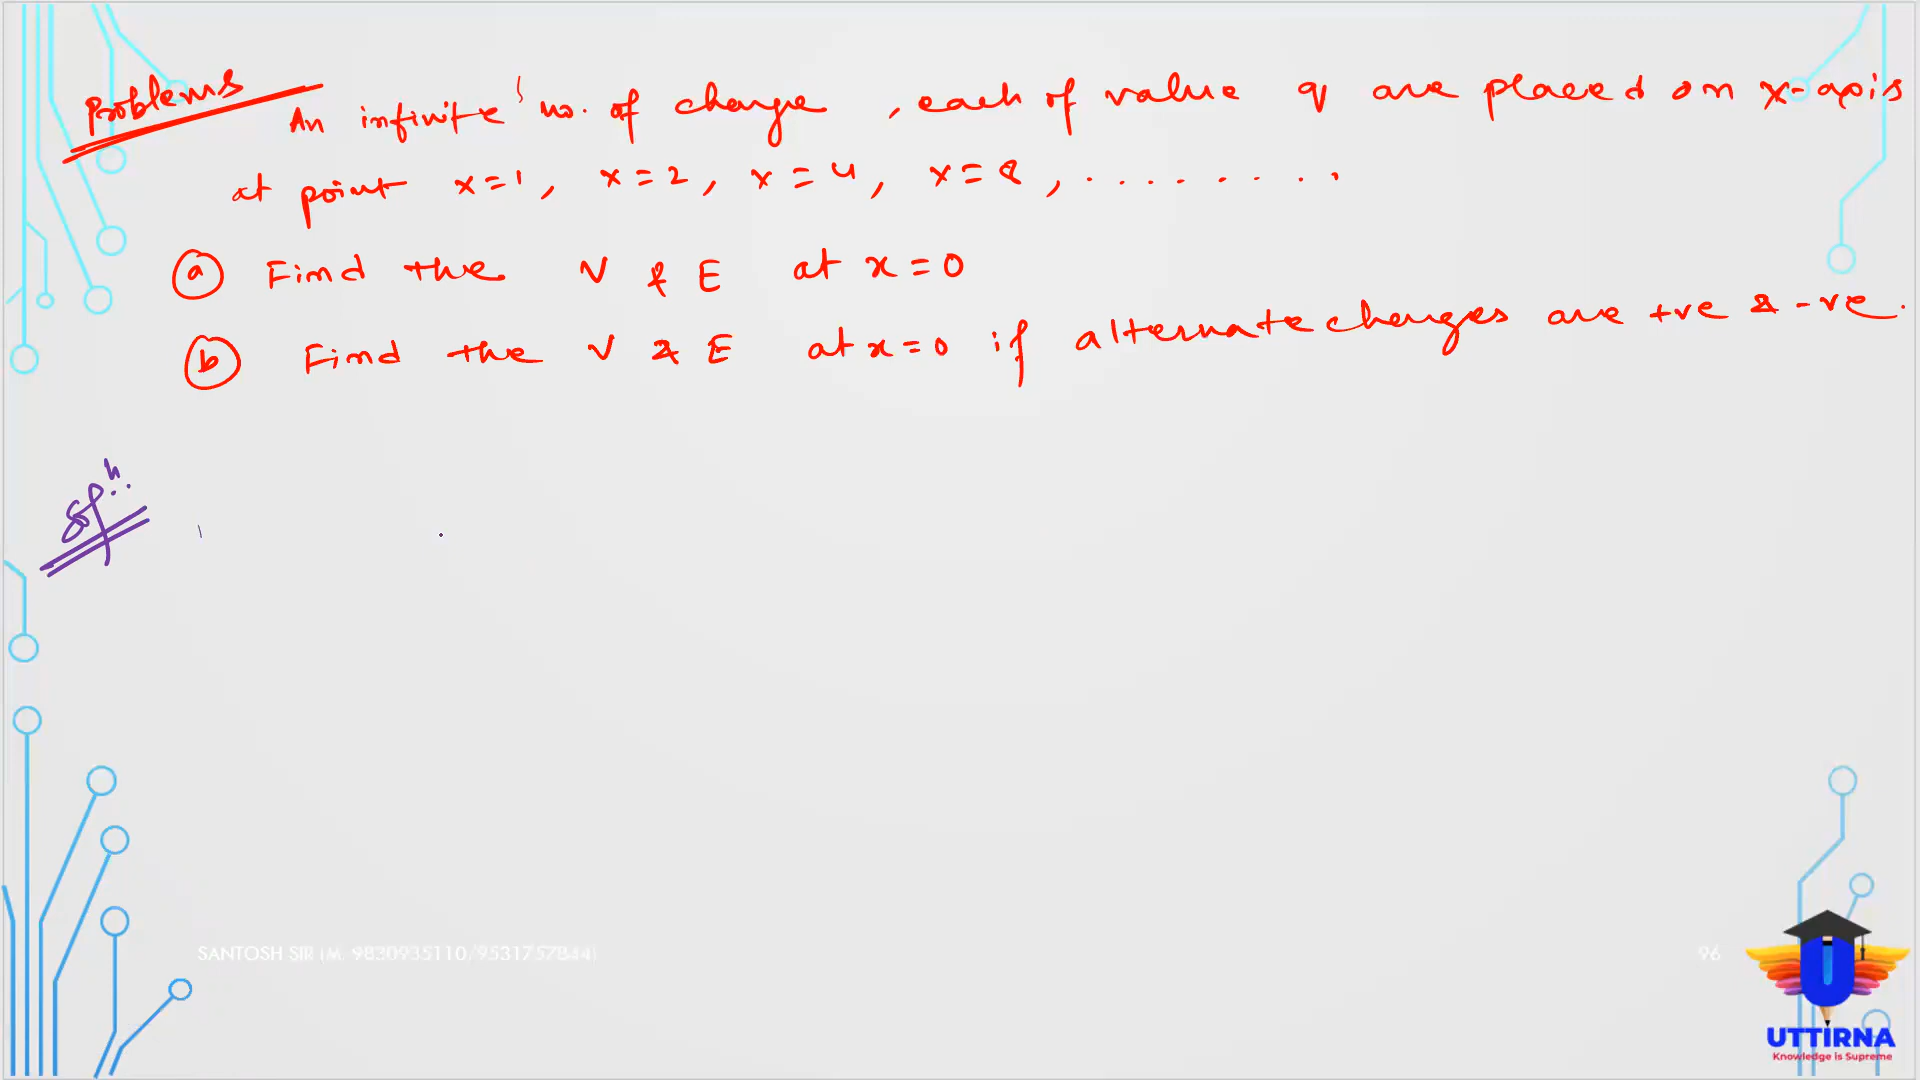 Problems An infinite no. of charge, each of value q are placed on x-axis
at point x=1, x=2, x=4, x=8, .........
(a) Find the V & E at x=0
(b) Find the V & E at x=0 if alternate charges are +ve & -ve.
Soln:
SANTOSH SIR (M. 9830935110/9531757844)
96
UTTIRNA
Knowledge is Supreme